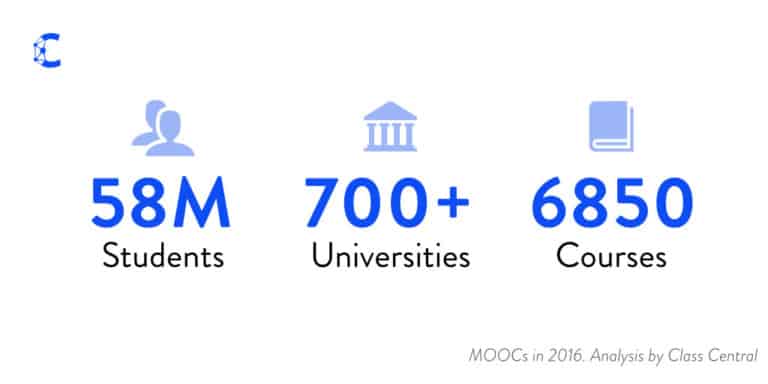 C
58M 700+ 6850
Students Universities Courses
MOOCs in 2016. Analysis by Class Central